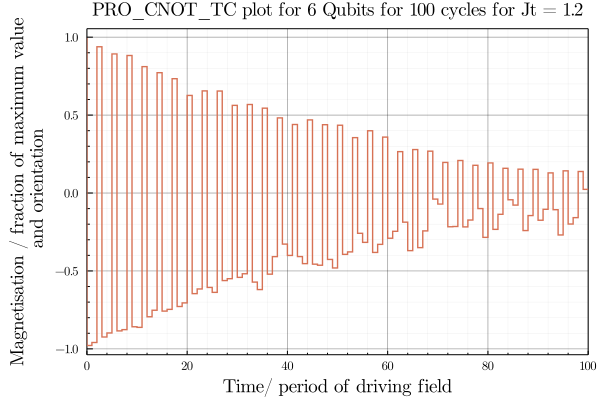 PRO_CNOT_TC plot for 6 Qubits for 100 cycles for Jt = 1.2
Magnetisation / fraction of maximum value
and orientation
1.0
0.5
0.0
−0.5
−1.0
0 20 40 60 80 100
Time/ period of driving field